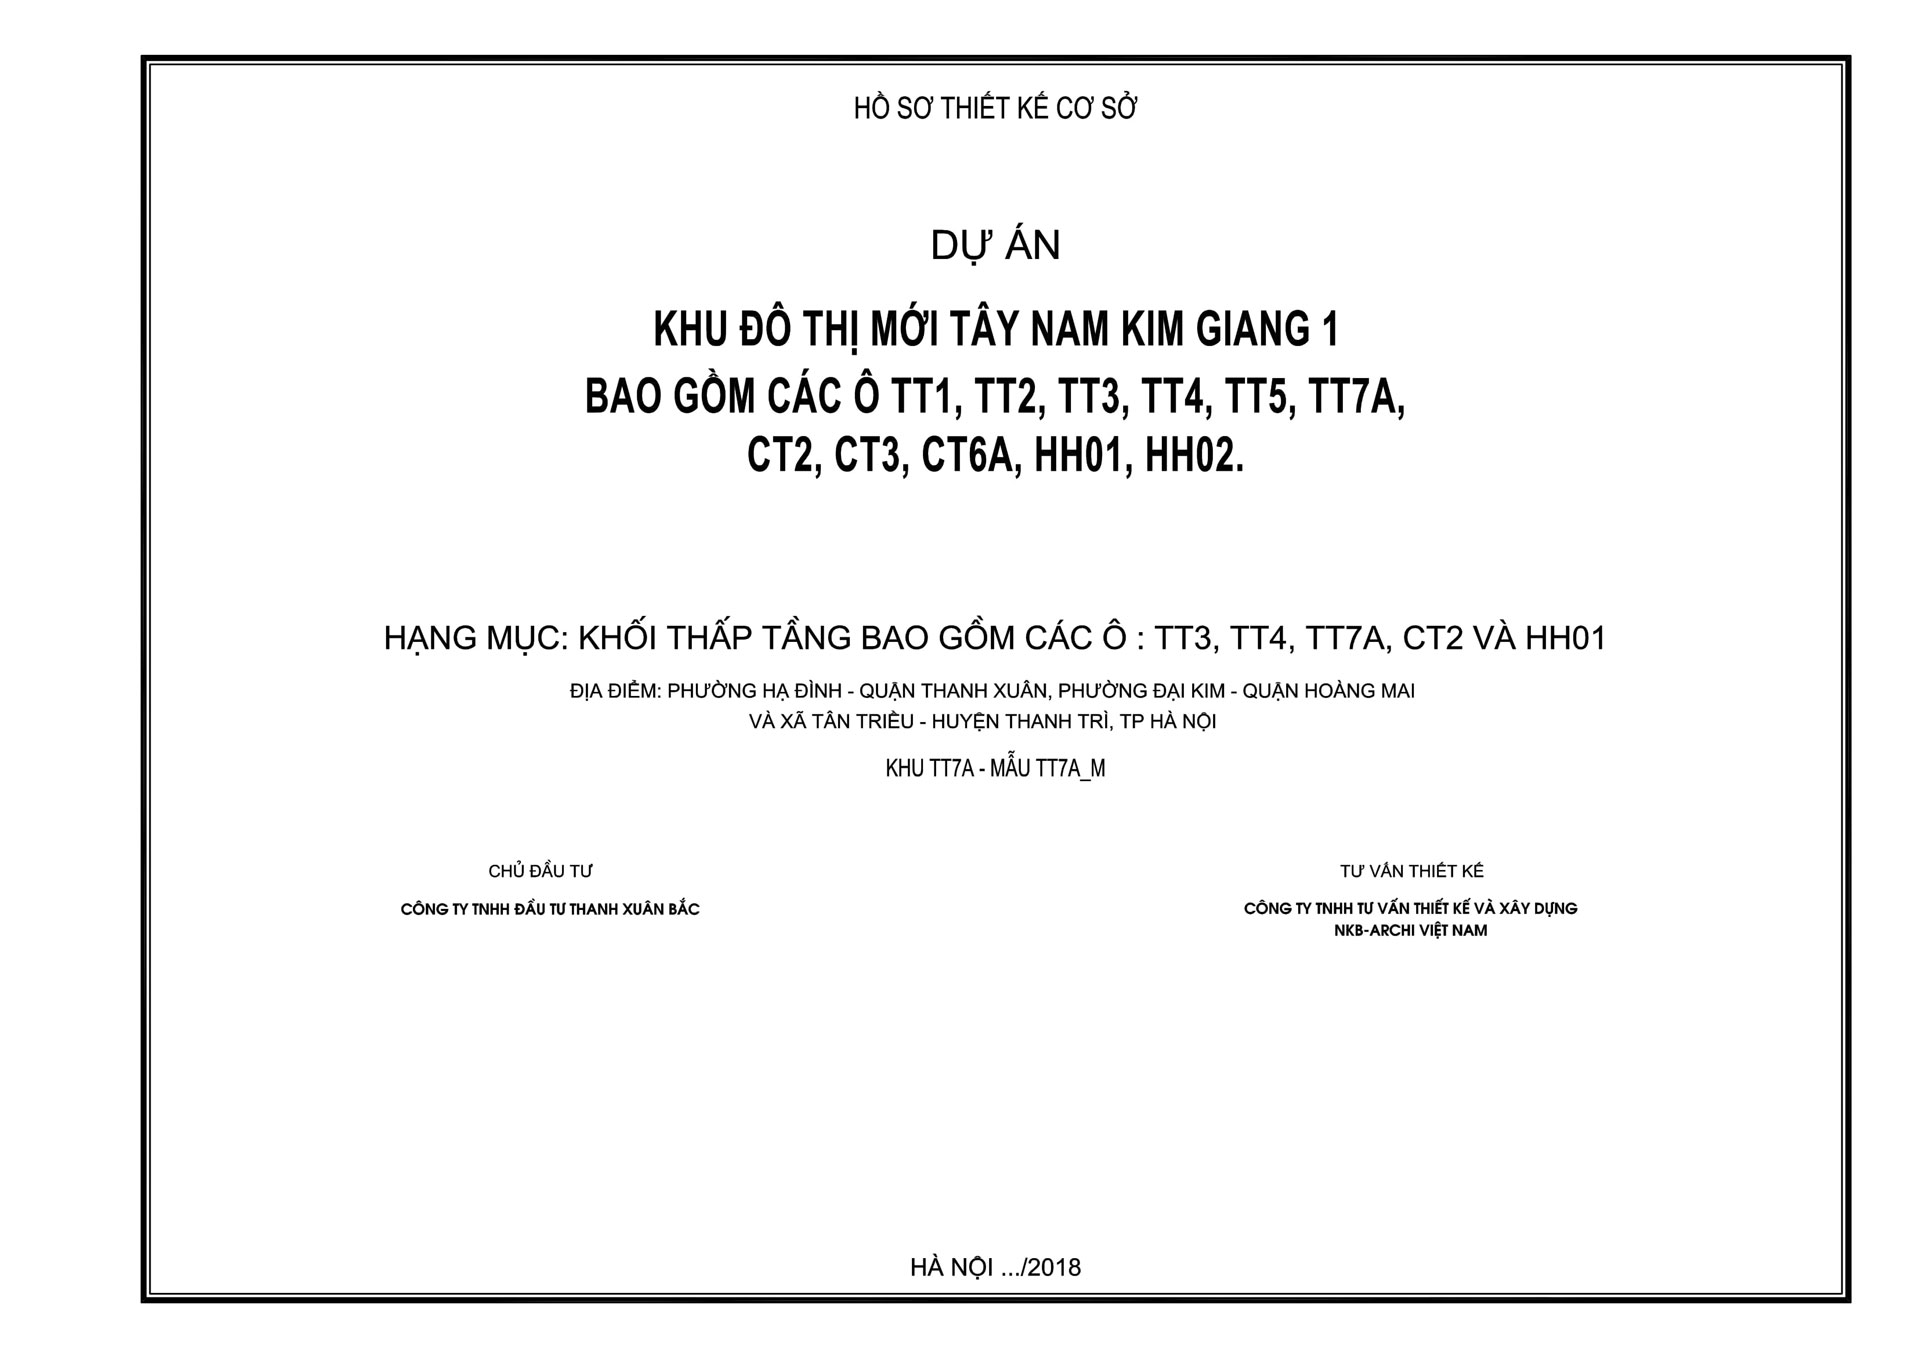 HỒ SƠ THIẾT KẾ CƠ SỞ
DỰ ÁN
KHU ĐÔ THỊ MỚI TÂY NAM KIM GIANG 1
BAO GỒM CÁC Ô TT1, TT2, TT3, TT4, TT5, TT7A,
CT2, CT3, CT6A, HH01, HH02.
HẠNG MỤC: KHỐI THẤP TẦNG BAO GỒM CÁC Ô : TT3, TT4, TT7A, CT2 VÀ HH01
ĐỊA ĐIỂM: PHƯỜNG HẠ ĐÌNH - QUẬN THANH XUÂN, PHƯỜNG ĐẠI KIM - QUẬN HOÀNG MAI
VÀ XÃ TÂN TRIỀU - HUYỆN THANH TRÌ, TP HÀ NỘI
KHU TT7A - MẪU TT7A_M
CHỦ ĐẦU TƯ
CÔNG TY TNHH ĐẦU TƯ THANH XUÂN BẮC
TƯ VẤN THIẾT KẾ
CÔNG TY TNHH TƯ VẤN THIẾT KẾ VÀ XÂY DỰNG
NKB-ARCHI VIỆT NAM
HÀ NỘI .../2018